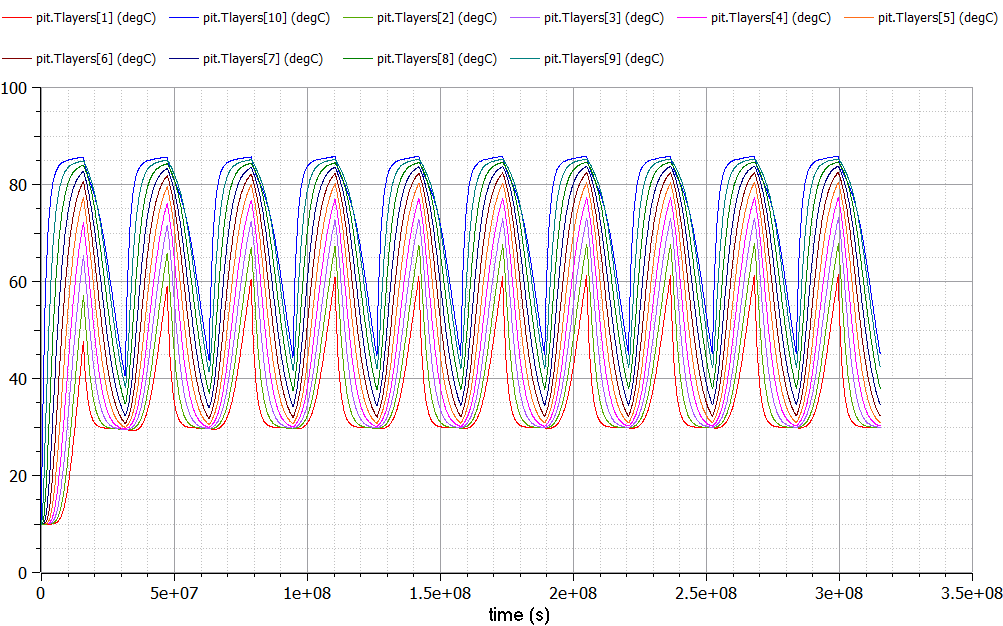 pit.Tlayers[1] (degC) pit.Tlayers[10] (degC) pit.Tlayers[2] (degC) pit.Tlayers[3] (degC) pit.Tlayers[4] (degC) pit.Tlayers[5] (degC)
pit.Tlayers[6] (degC) pit.Tlayers[7] (degC) pit.Tlayers[8] (degC) pit.Tlayers[9] (degC)
100
80
60
40
20
0
0 5e+07 1e+08 1.5e+08 2e+08 2.5e+08 3e+08 3.5e+08
time (s)